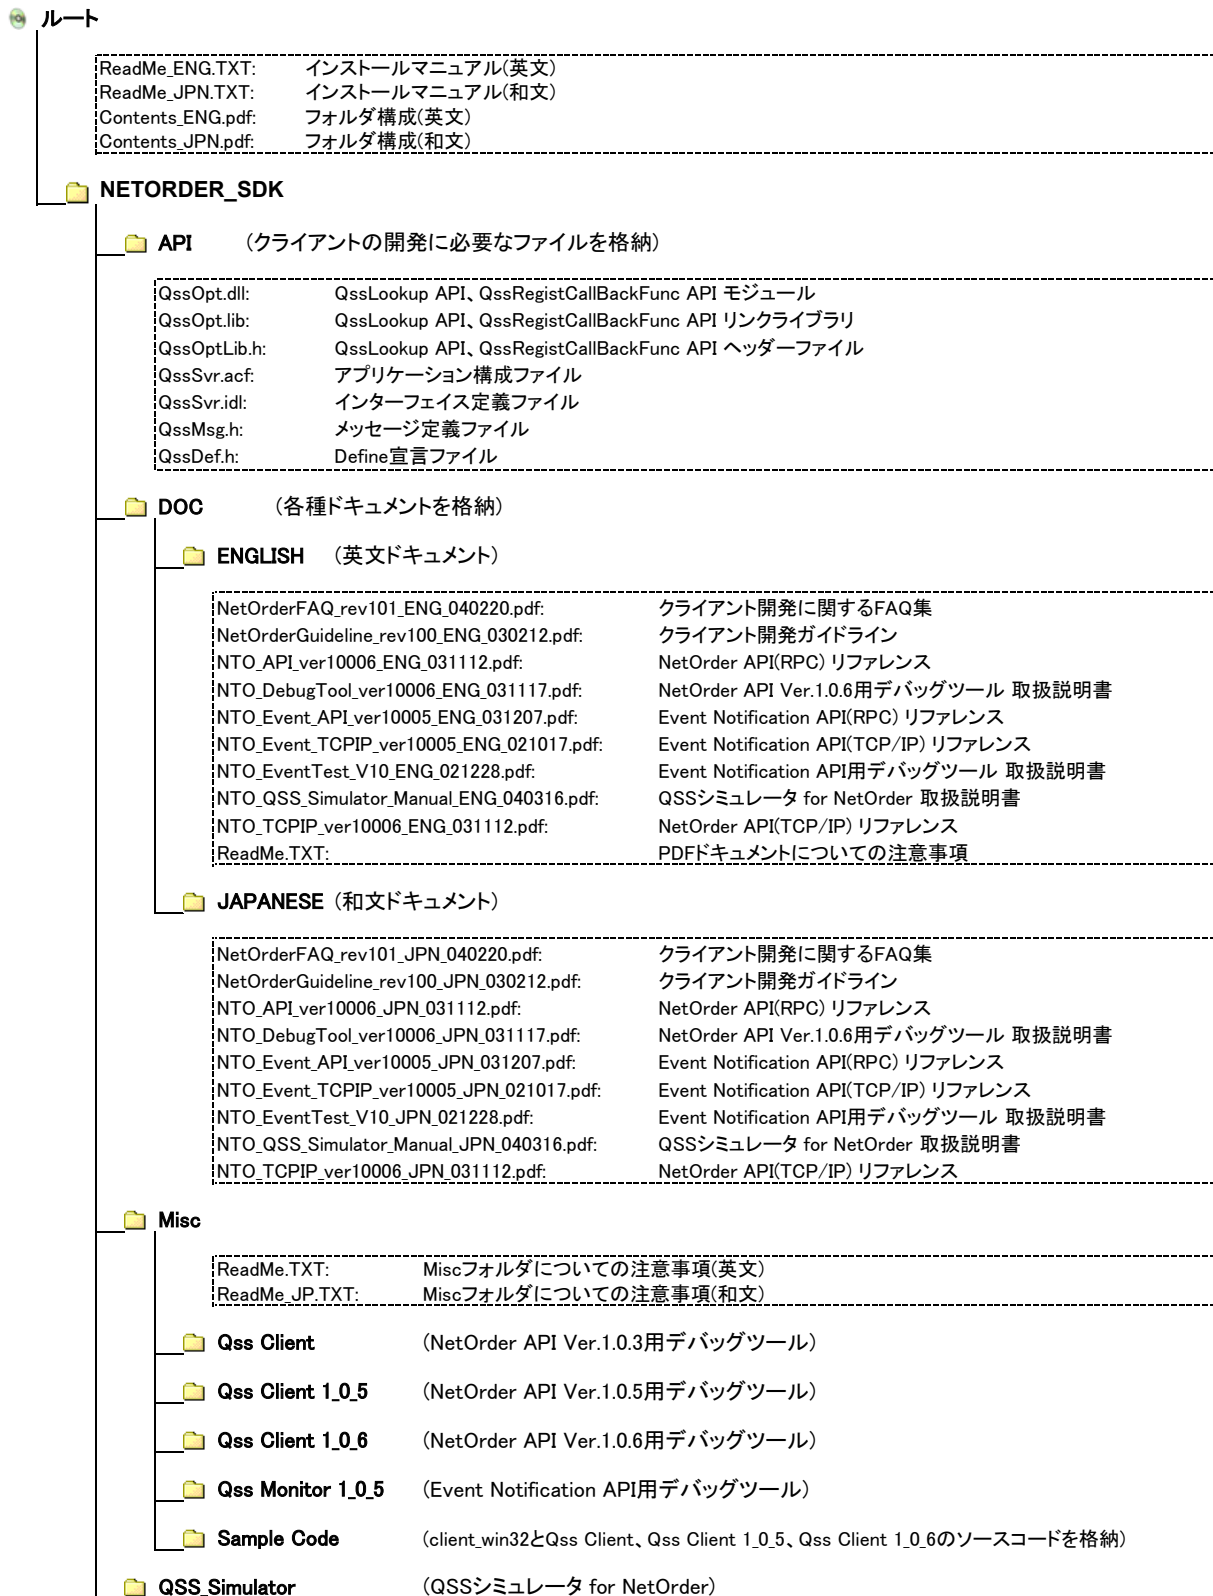 ルート
ReadMe_ENG.TXT: インストールマニュアル(英文)
ReadMe_JPN.TXT: インストールマニュアル(和文)
Contents_ENG.pdf: フォルダ構成(英文)
Contents_JPN.pdf: フォルダ構成(和文)
NETORDER_SDK
API (クライアントの開発に必要なファイルを格納)
QssOpt.dll: QssLookup API、QssRegistCallBackFunc API モジュール
QssOpt.lib: QssLookup API、QssRegistCallBackFunc API リンクライブラリ
QssOptLib.h: QssLookup API、QssRegistCallBackFunc API ヘッダーファイル
QssSvr.acf: アプリケーション構成ファイル
QssSvr.idl: インターフェイス定義ファイル
QssMsg.h: メッセージ定義ファイル
QssDef.h: Define宣言ファイル
DOC (各種ドキュメントを格納)
ENGLISH (英文ドキュメント)
NetOrderFAQ_rev101_ENG_040220.pdf: クライアント開発に関するFAQ集
NetOrderGuideline_rev100_ENG_030212.pdf: クライアント開発ガイドライン
NTO_API_ver10006_ENG_031112.pdf: NetOrder API(RPC)リファレンス
NTO_DebugTool_ver10006_ENG_031117.pdf: NetOrder API Ver.1.0.6用デバッグツール 取扱説明書
NTO_Event_API_ver10005_ENG_031207.pdf: Event Notification API(RPC)リファレンス
NTO_Event_TCPIP_ver10005_ENG_021017.pdf: Event Notification API(TCP/IP)リファレンス
NTO_EventTest_V10_ENG_021228.pdf: Event Notification API用デバッグツール 取扱説明書
NTO_QSS_Simulator_Manual_ENG_040316.pdf: QSSシミュレータ for NetOrder 取扱説明書
NTO_TCPIP_ver10006_ENG_031112.pdf: NetOrder API(TCP/IP)リファレンス
ReadMe.TXT: PDFドキュメントについての注意事項
JAPANESE (和文ドキュメント)
NetOrderFAQ_rev101_JPN_040220.pdf: クライアント開発に関するFAQ集
NetOrderGuideline_rev100_JPN_030212.pdf: クライアント開発ガイドライン
NTO_API_ver10006_JPN_031112.pdf: NetOrder API(RPC)リファレンス
NTO_DebugTool_ver10006_JPN_031117.pdf: NetOrder API Ver.1.0.6用デバッグツール 取扱説明書
NTO_Event_API_ver10005_JPN_031207.pdf: Event Notification API(RPC)リファレンス
NTO_Event_TCPIP_ver10005_JPN_021017.pdf: Event Notification API(TCP/IP)リファレンス
NTO_EventTest_V10_JPN_021228.pdf: Event Notification API用デバッグツール 取扱説明書
NTO_QSS_Simulator_Manual_JPN_040316.pdf: QSSシミュレータ for NetOrder 取扱説明書
NTO_TCPIP_ver10006_JPN_031112.pdf: NetOrder API(TCP/IP)リファレンス
Misc
ReadMe.TXT: Miscフォルダについての注意事項(英文)
ReadMe_JP.TXT: Miscフォルダについての注意事項(和文)
Qss Client (NetOrder API Ver.1.0.3用デバッグツール)
Qss Client 1_0_5 (NetOrder API Ver.1.0.5用デバッグツール)
Qss Client 1_0_6 (NetOrder API Ver.1.0.6用デバッグツール)
Qss Monitor 1_0_5 (Event Notification API用デバッグツール)
Sample Code (client_win32とQss Client、Qss Client 1_0_5、Qss Client 1_0_6のソースコードを格納)
QSS_Simulator (QSSシミュレータ for NetOrder)